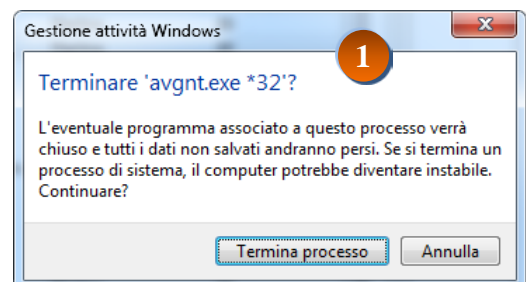 Gestione attività Windows
1
Terminare 'avgnt.exe *32'?
L'eventuale programma associato a questo processo verrà
chiuso e tutti i dati non salvati andranno persi. Se si termina un
processo di sistema, il computer potrebbe diventare instabile.
Continuare?
Termina processo
Annulla